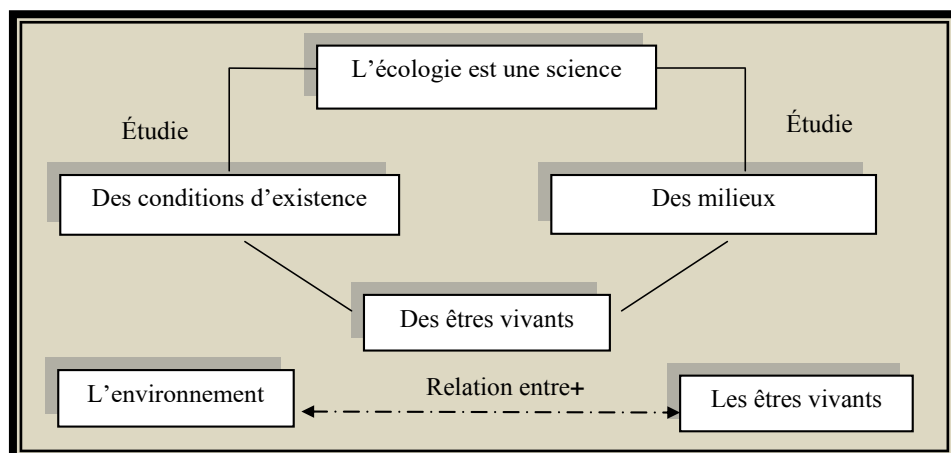 L'écologie est une science
Étudie
Étudie
Des conditions d'existence
Des milieux
Des êtres vivants
L'environnement
Relation entre+
Les êtres vivants